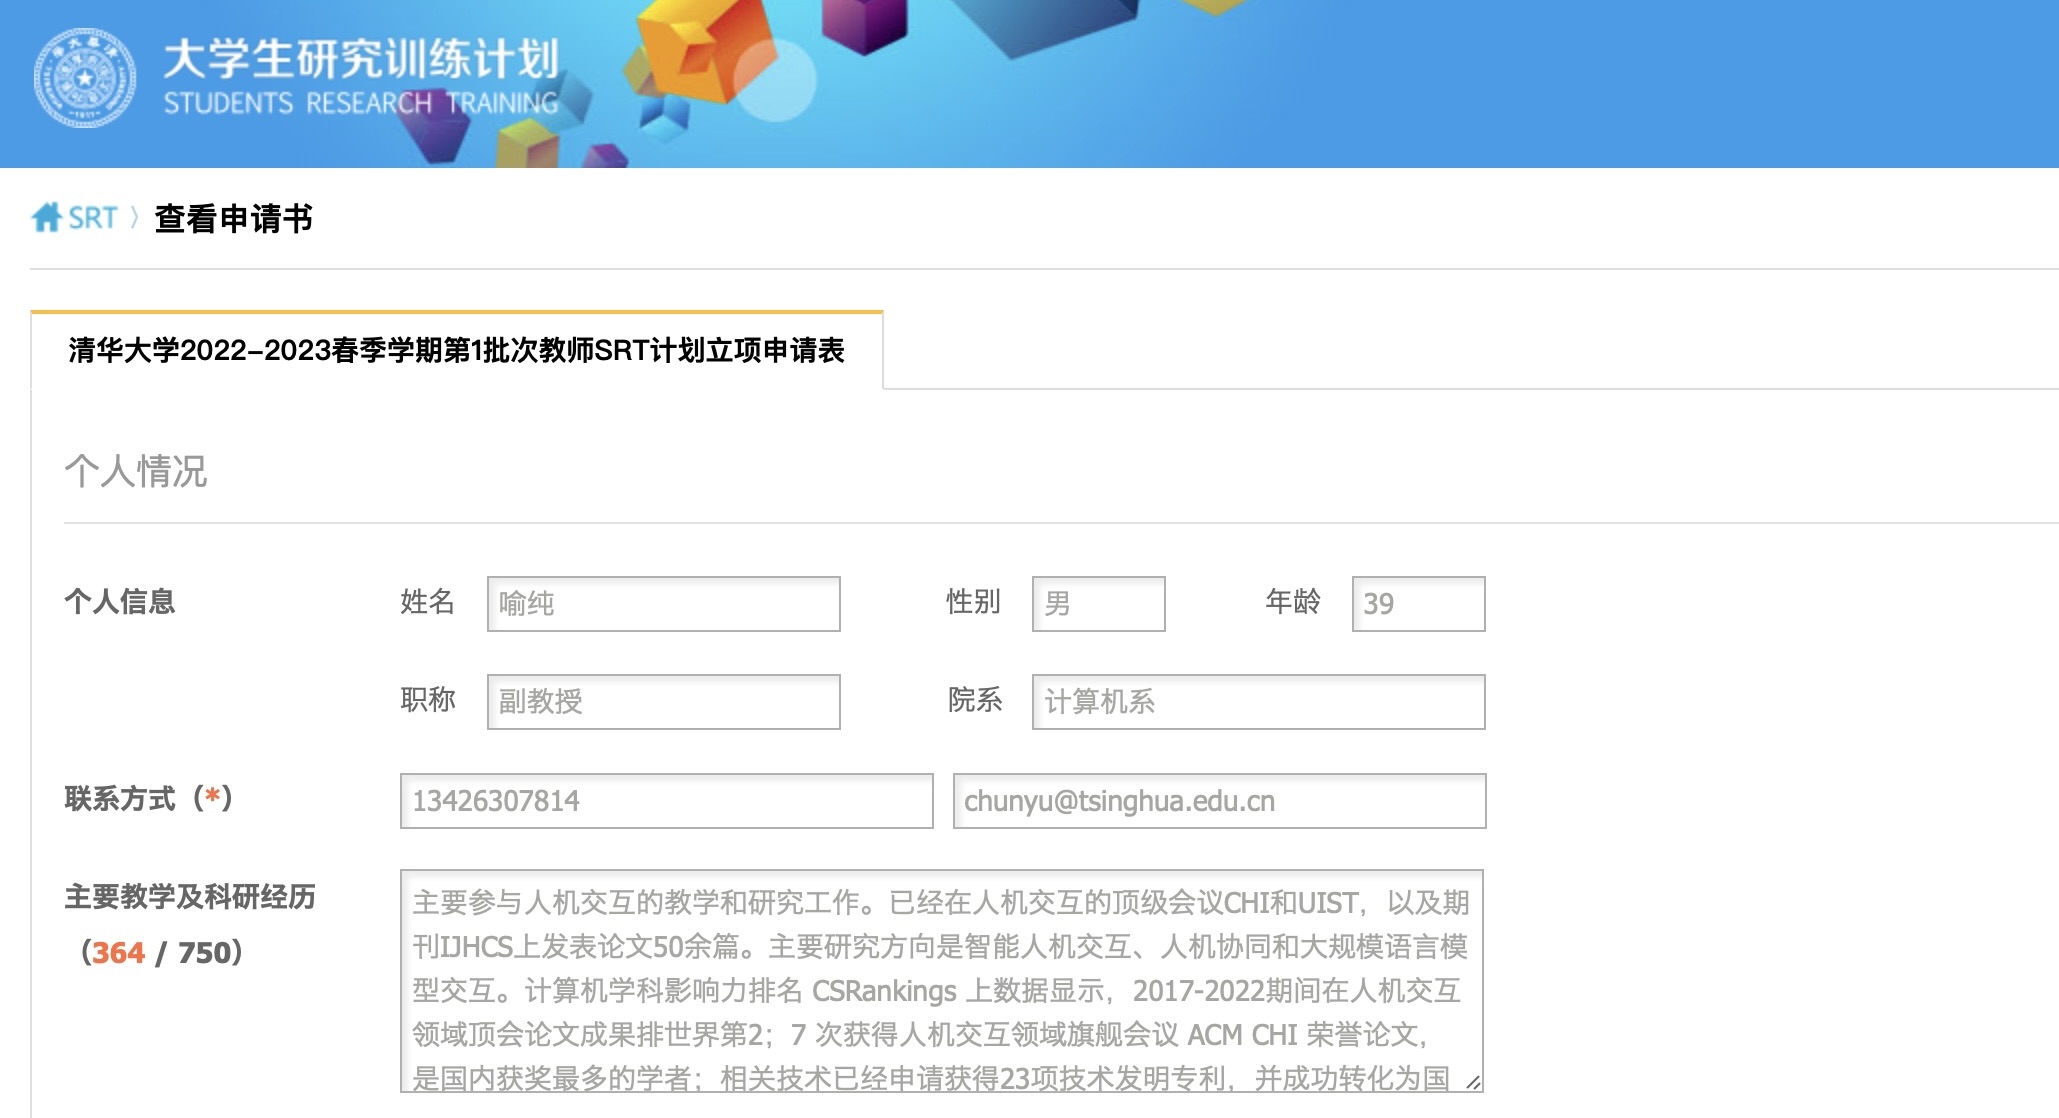 大学生研究训练计划
STUDENTS RESEARCH TRAINING
SRT 〉 查看申请书
清华大学2022-2023春季学期第1批次教师SRT计划立项申请表
个人情况
个人信息 姓名 喻纯 性别 男 年龄 39
职称 副教授 院系 计算机系
联系方式（*） 13426307814 chunyu@tsinghua.edu.cn
主要教学及科研经历
（364 / 750）
主要参与人机交互的教学和研究工作。已经在人机交互的顶级会议CHI和UIST，以及期
刊IJHCS上发表论文50余篇。主要研究方向是智能人机交互、人机协同和大规模语言模
型交互。计算机学科影响力排名 CSRankings 上数据显示，2017-2022期间在人机交互
领域顶会论文成果排世界第2；7 次获得人机交互领域旗舰会议 ACM CHI 荣誉论文，
是国内获奖最多的学者；相关技术已经申请获得23项技术发明专利，并成功转化为国